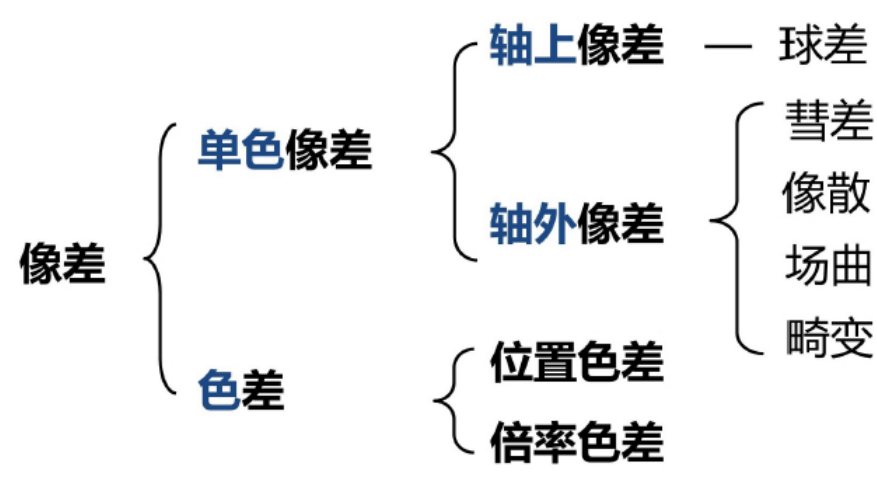 像差
单色像差
轴上像差 — 球差
轴外像差
彗差
像散
场曲
畸变
色差
位置色差
倍率色差